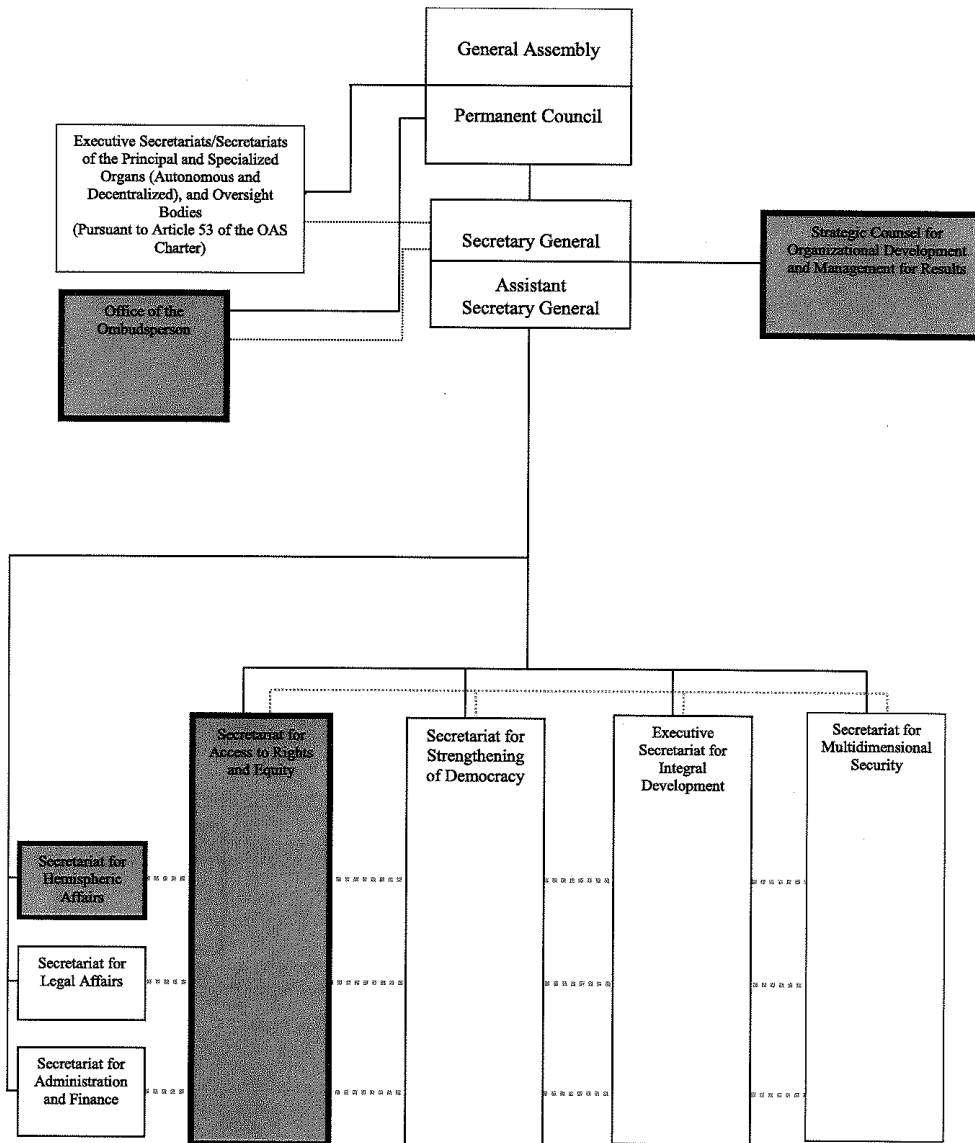 General Assembly
Permanent Council
Executive Secretariats/Secretariats
of the Principal and Specialized
Organs (Autonomous and
Decentralized), and Oversight
Bodies
(Pursuant to Article 53 of the OAS
Charter)
Secretary General
Assistant
Secretary General
Strategic Counsel for
Organizational Development
and Management for Results
Office of the
Ombudsperson
Secretariat for
Access to Rights
and Equity
Secretariat for
Strengthening
of Democracy
Executive
Secretariat for
Integral
Development
Secretariat for
Multidimensional
Security
Secretariat for
Hemispheric
Affairs
Secretariat for
Legal Affairs
Secretariat for
Administration
and Finance